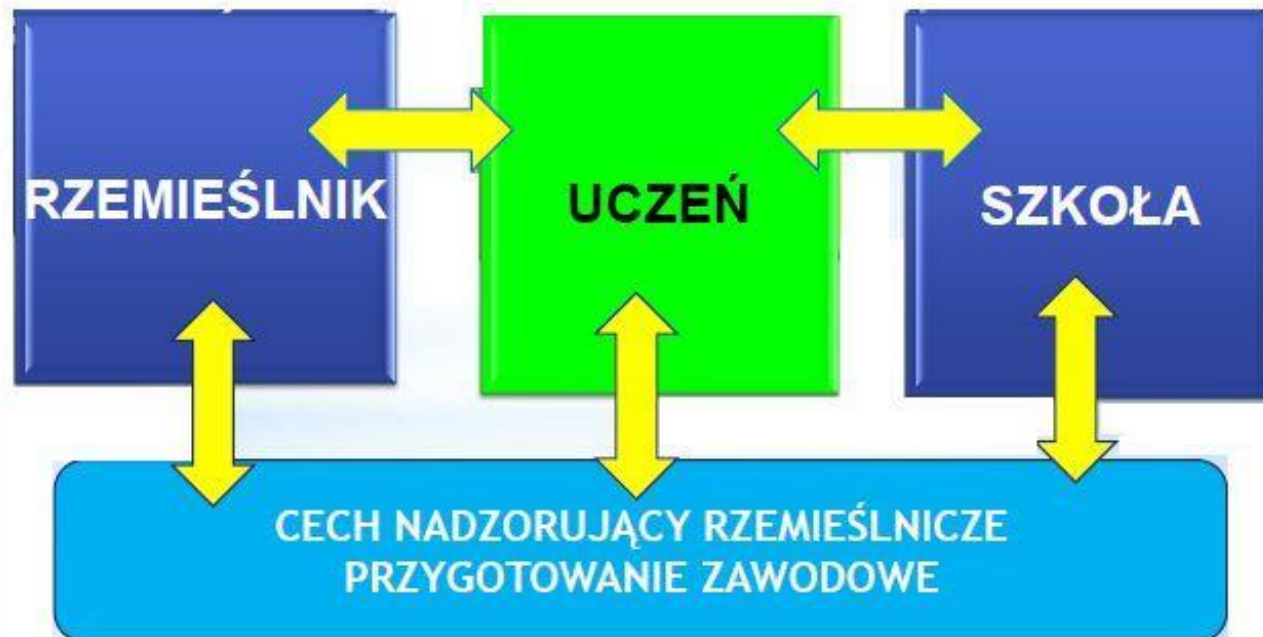 RZEMIEŚLNIK
UCZEŃ
SZKOŁA
CECH NADZORUJĄCY RZEMIEŚLNICZE
PRZYGOTOWANIE ZAWODOWE